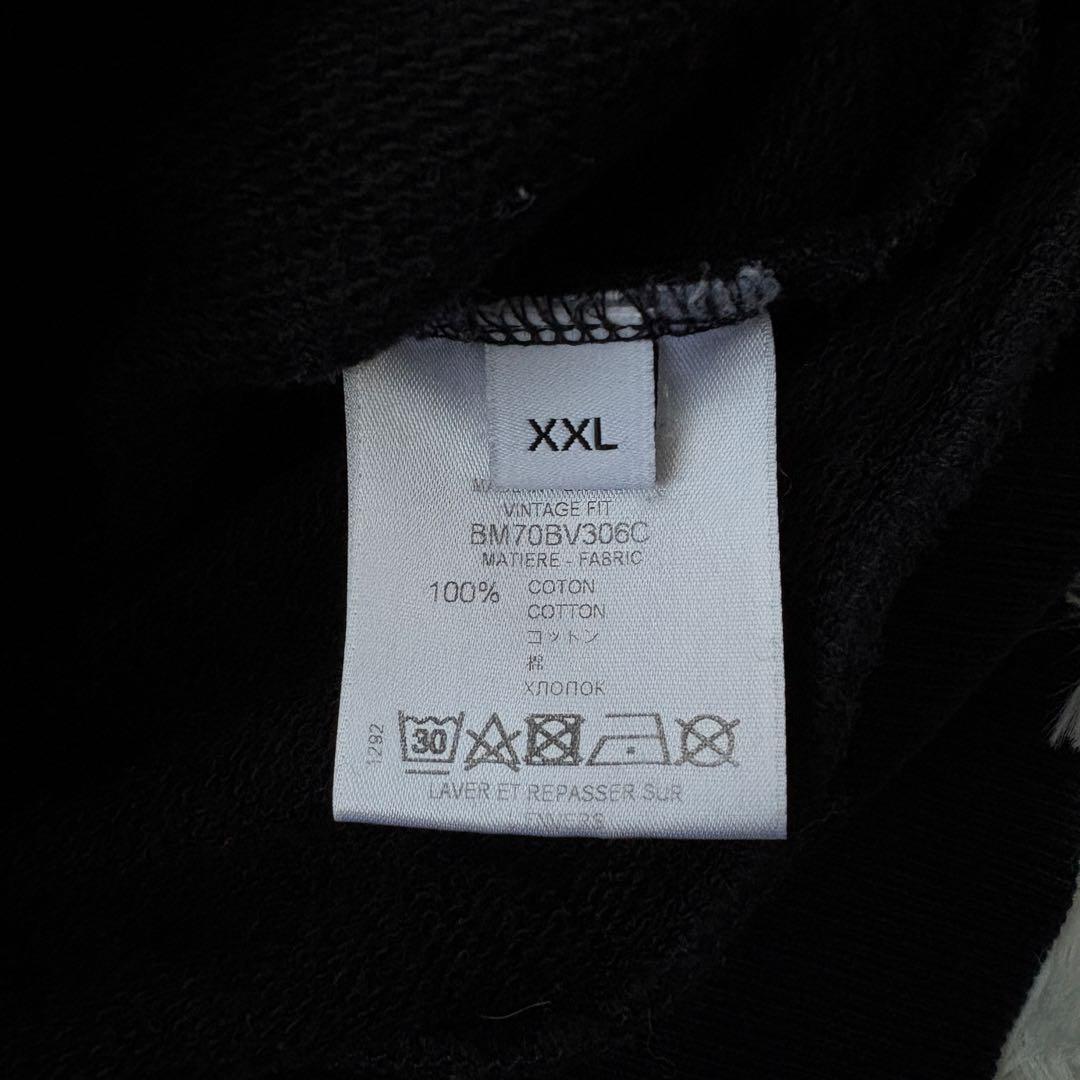 XXL
VINTAGE FIT
BM70BV306C
MATIERE - FABRIC
100% COTON
COTTON
コットン
棉
ХЛОПОК
1292
30
LAVER ET REPASSER SUR